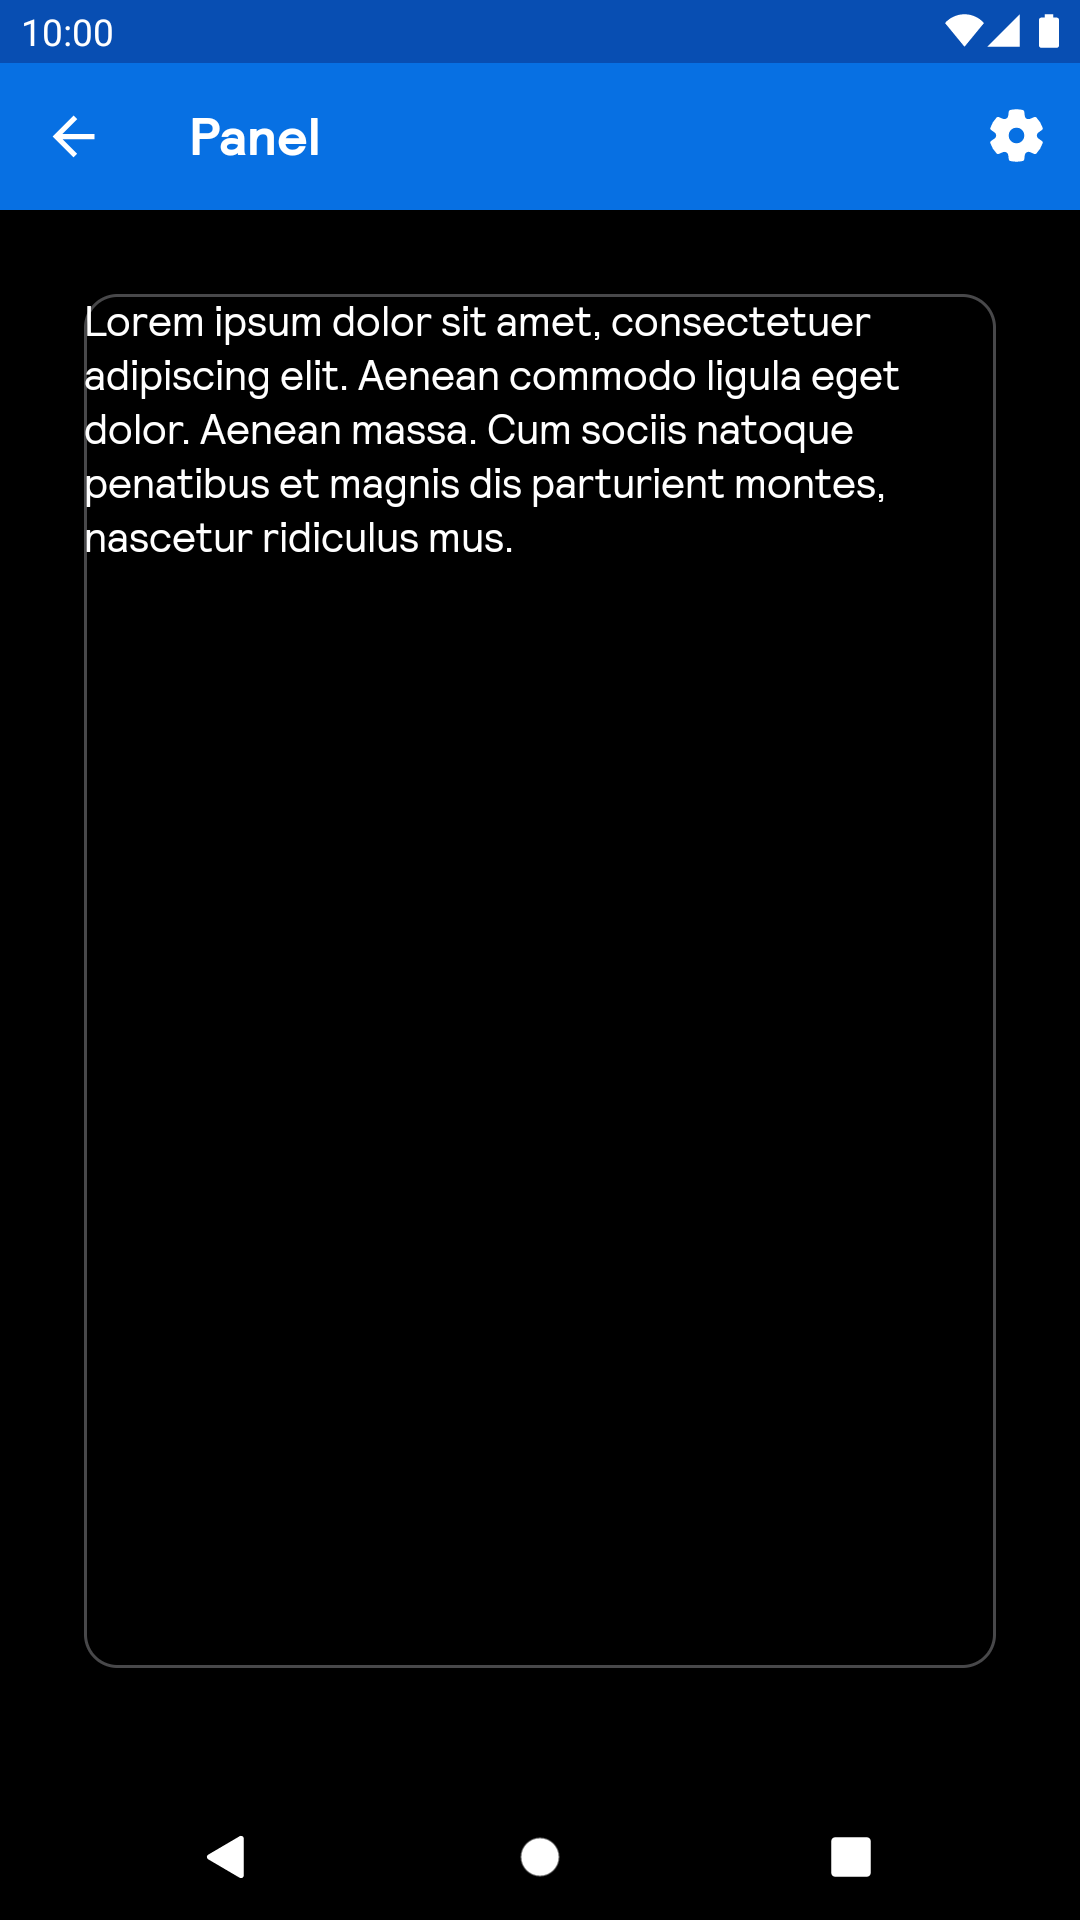 10:00
Panel
Lorem ipsum dolor sit amet, consectetuer
adipiscing elit. Aenean commodo ligula eget
dolor. Aenean massa. Cum sociis natoque
penatibus et magnis dis parturient montes,
nascetur ridiculus mus.